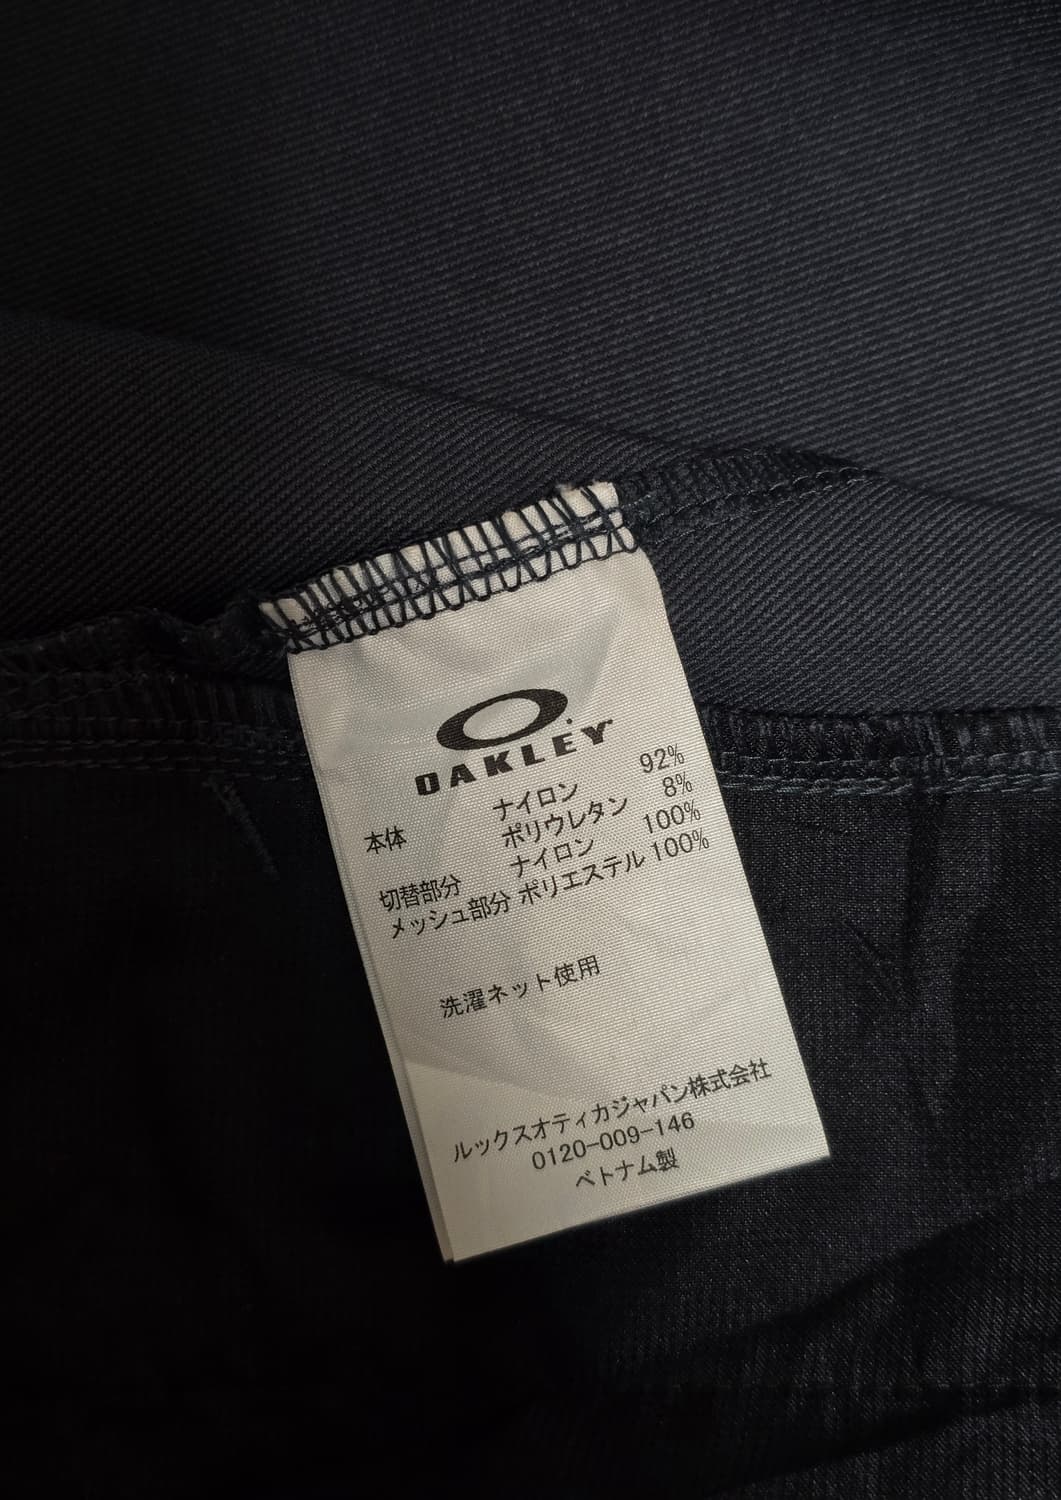 OAKLEY
本体 ナイロン 92%
ポリウレタン 8%
切替部分 ナイロン 100%
メッシュ部分 ポリエステル 100%
洗濯ネット使用
ルックスオティカジャパン株式会社
0120-009-146
ベトナム製